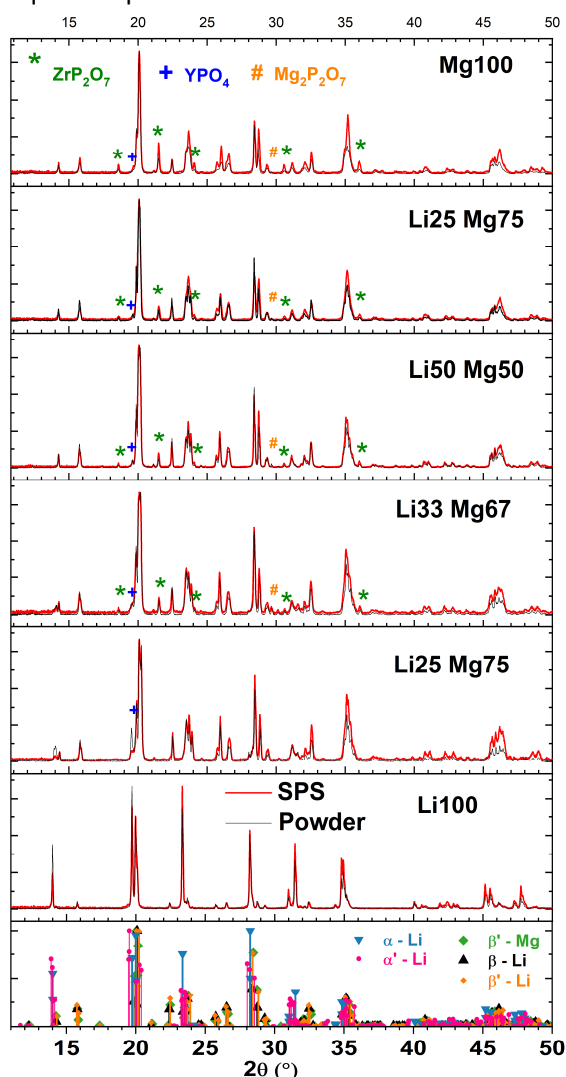 15 20 25 30 35 40 45 50
* ZrP2O7 + YPO4 # Mg2P2O7
Mg100
* + * * # * *
Li25 Mg75
* + * * # * *
Li50 Mg50
* + * * # * *
Li33 Mg67
* + * * # * *
Li25 Mg75
+
SPS
Powder
Li100
α - Li
α' - Li
β' - Mg
β - Li
β' - Li
15 20 25 30 35 40 45 50
2θ (°)